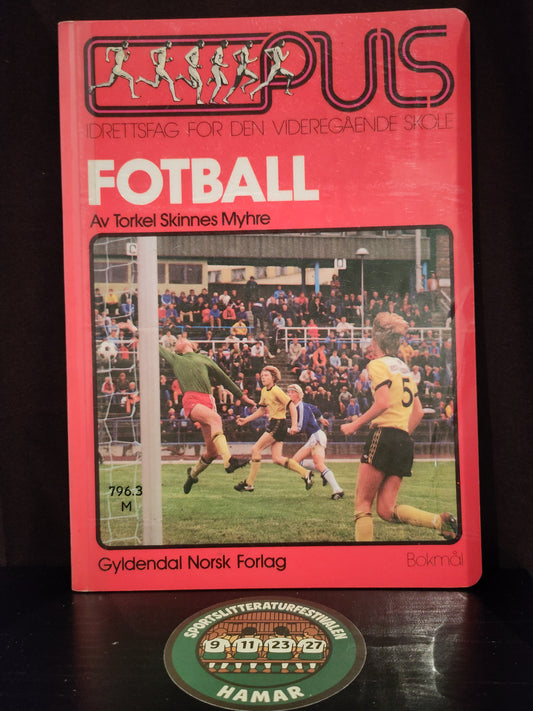 PULS
IDRETTSFAG FOR DEN VIDEREGÅENDE SKOLE
FOTBALL
Av Torkel Skinnes Myhre
5
796.3
M
Gyldendal Norsk Forlag
Bokmål
SPORTSLITTERATURFESTIVALEN
9 11 23 27
HAMAR